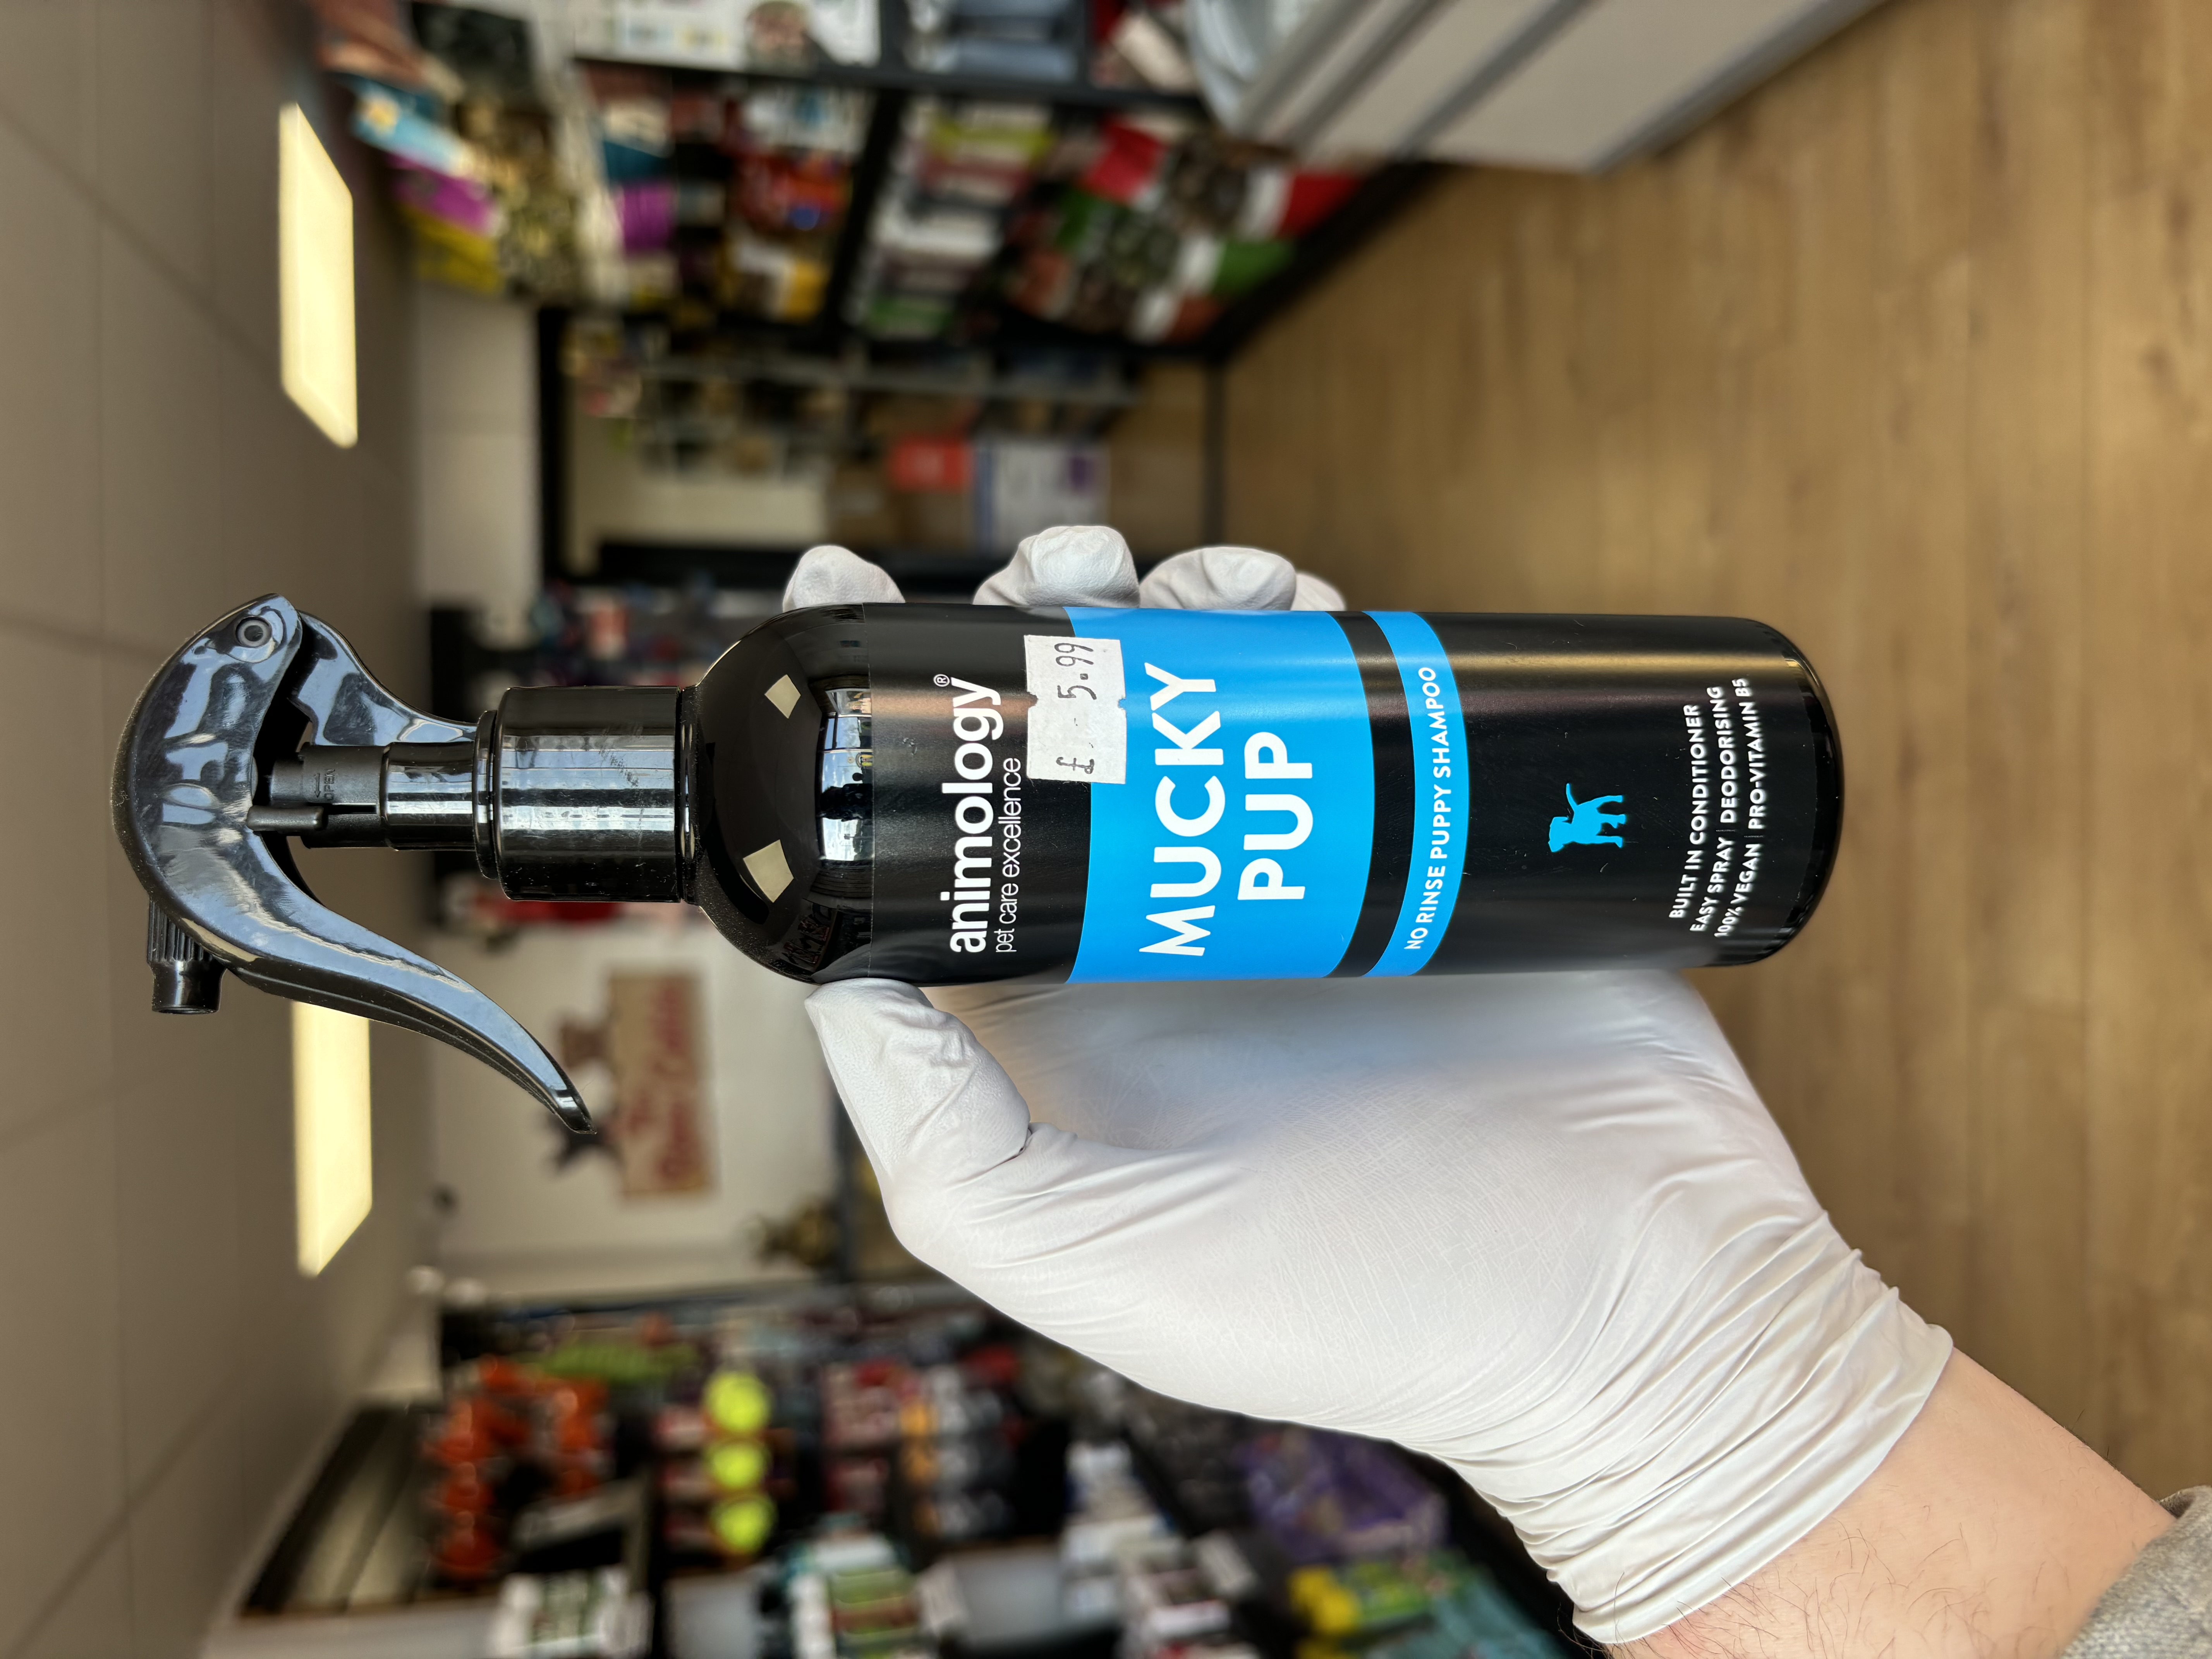 OPEN
animology®
pet care excellence
£ 5.99
MUCKY
PUP
NO RINSE PUPPY SHAMPOO
BUILT IN CONDITIONER
EASY SPRAY | DEODORISING
100% VEGAN | PRO-VITAMIN B5